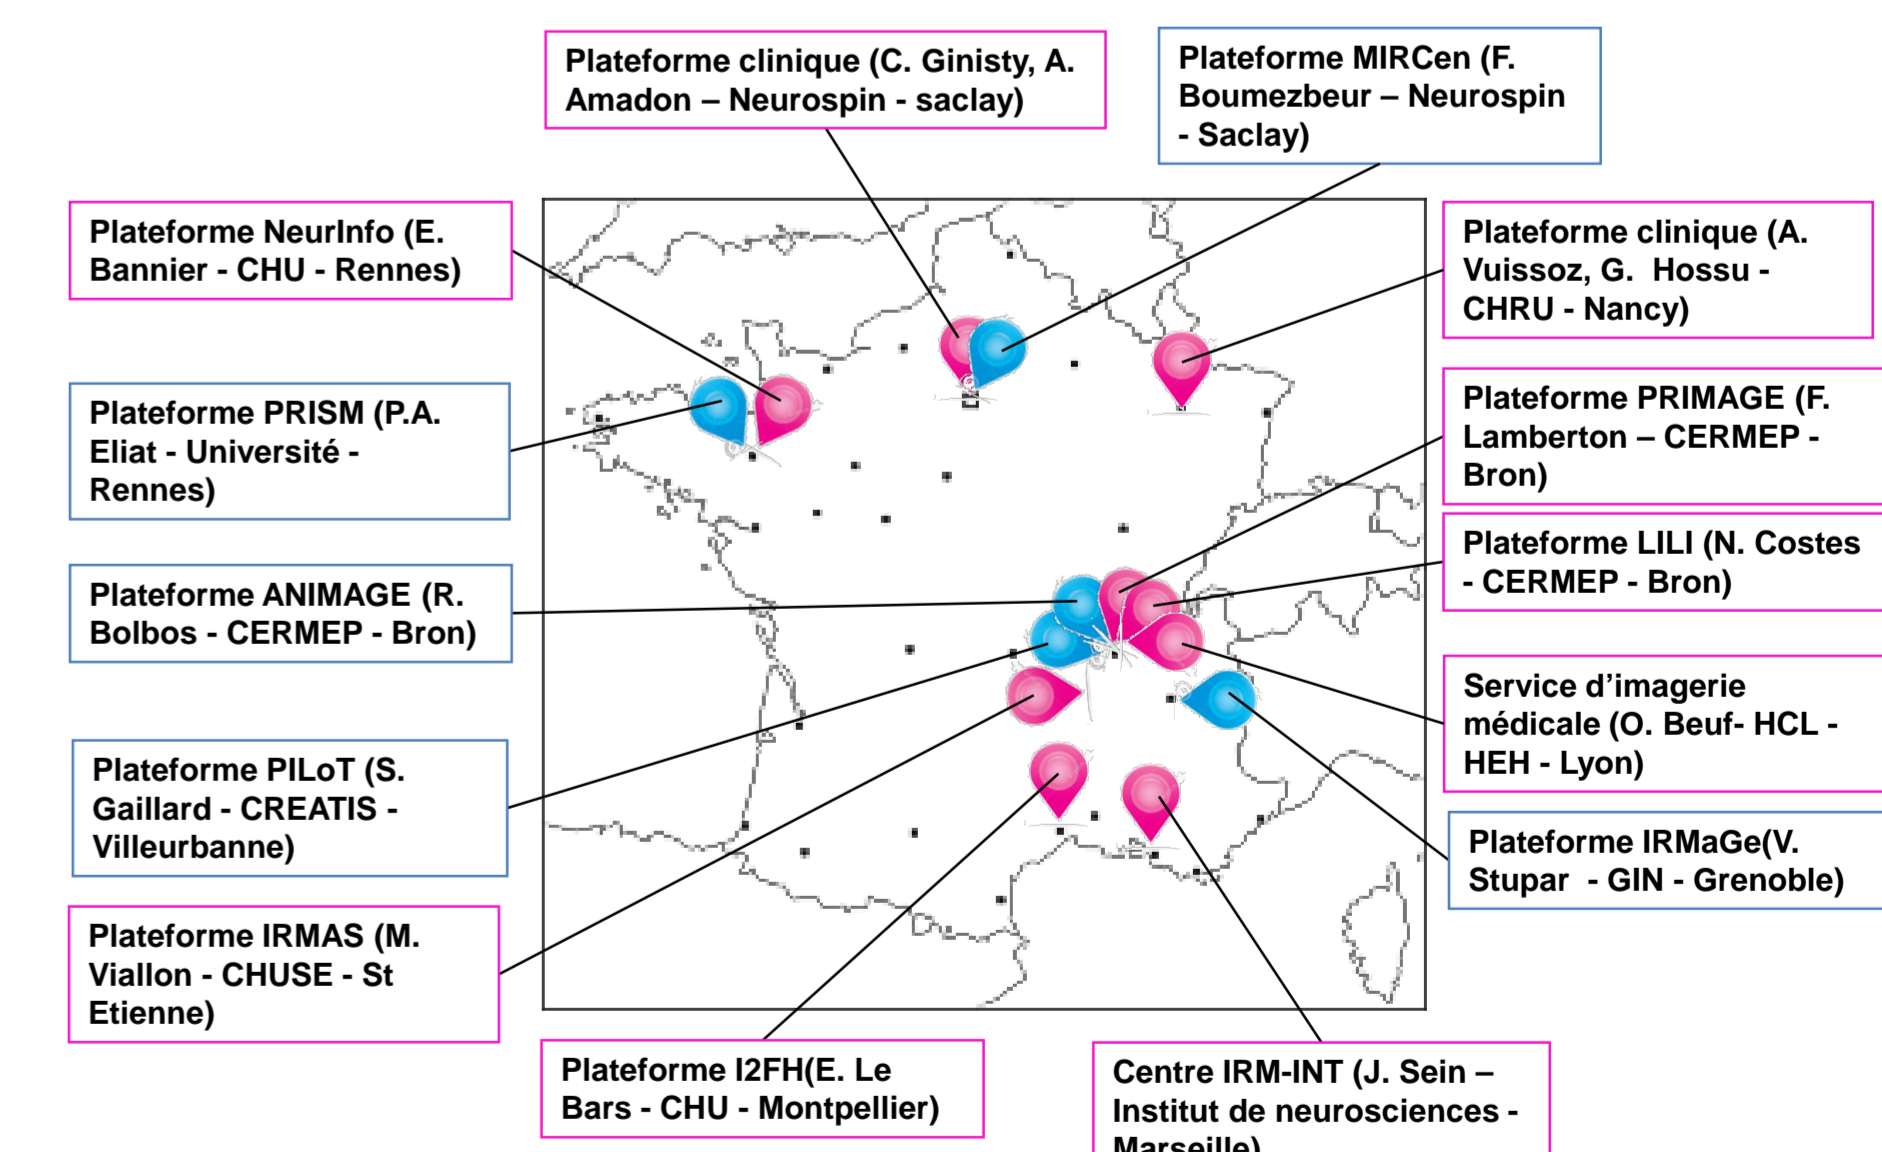 Plateforme clinique (C. Ginisty, A.
Amadon – Neurospin - saclay)
Plateforme MIRCen (F.
Boumezbeur – Neurospin
- Saclay)
Plateforme NeurInfo (E.
Bannier - CHU - Rennes)
Plateforme clinique (A.
Vuissoz, G.  Hossu -
CHRU - Nancy)
Plateforme PRISM (P.A.
Eliat - Université -
Rennes)
Plateforme PRIMAGE (F.
Lamberton – CERMEP -
Bron)
Plateforme LILI (N. Costes
- CERMEP - Bron)
Plateforme ANIMAGE (R.
Bolbos - CERMEP - Bron)
Service d’imagerie
médicale (O. Beuf- HCL -
HEH - Lyon)
Plateforme PILoT (S.
Gaillard - CREATIS -
Villeurbanne)
Plateforme IRMaGe(V.
Stupar  - GIN - Grenoble)
Plateforme IRMAS (M.
Viallon - CHUSE - St
Etienne)
Plateforme I2FH(E. Le
Bars - CHU - Montpellier)
Centre IRM-INT (J. Sein –
Institut de neurosciences -
Marseille)